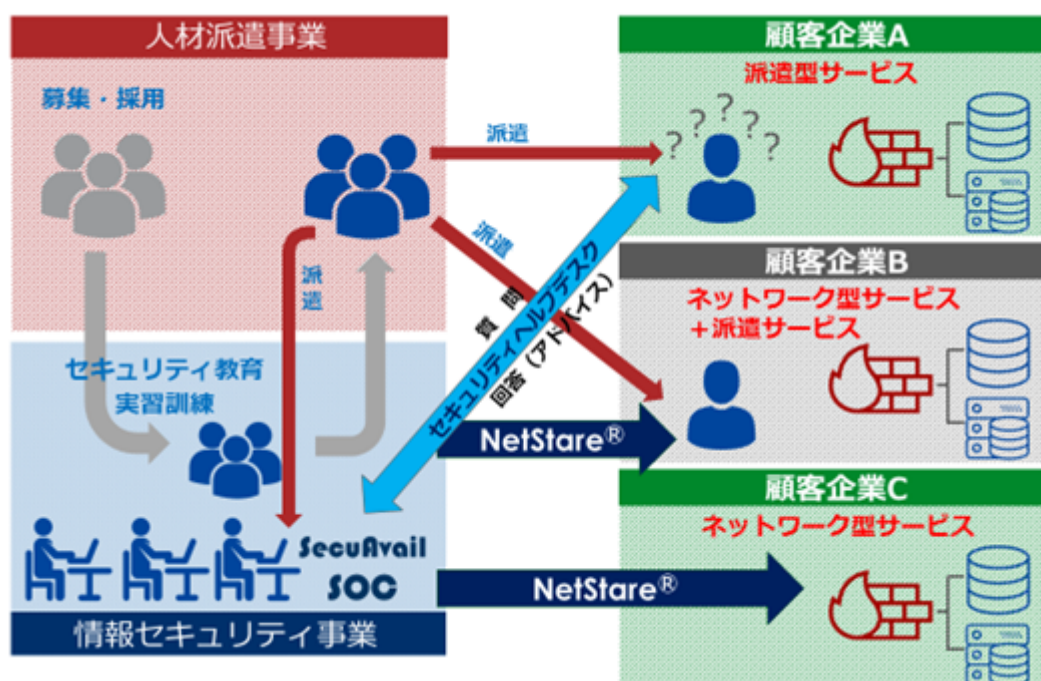 人材派遣事業
募集・採用
派遣
派遣
派遣
セキュリティ教育
実習訓練
質問
セキュリティヘルプデスク
回答（アドバイス）
SecuAvail
SOC
情報セキュリティ事業
顧客企業A
派遣型サービス
? ? ? ? ?
顧客企業B
ネットワーク型サービス
＋派遣サービス
NetStare®
顧客企業C
ネットワーク型サービス
NetStare®